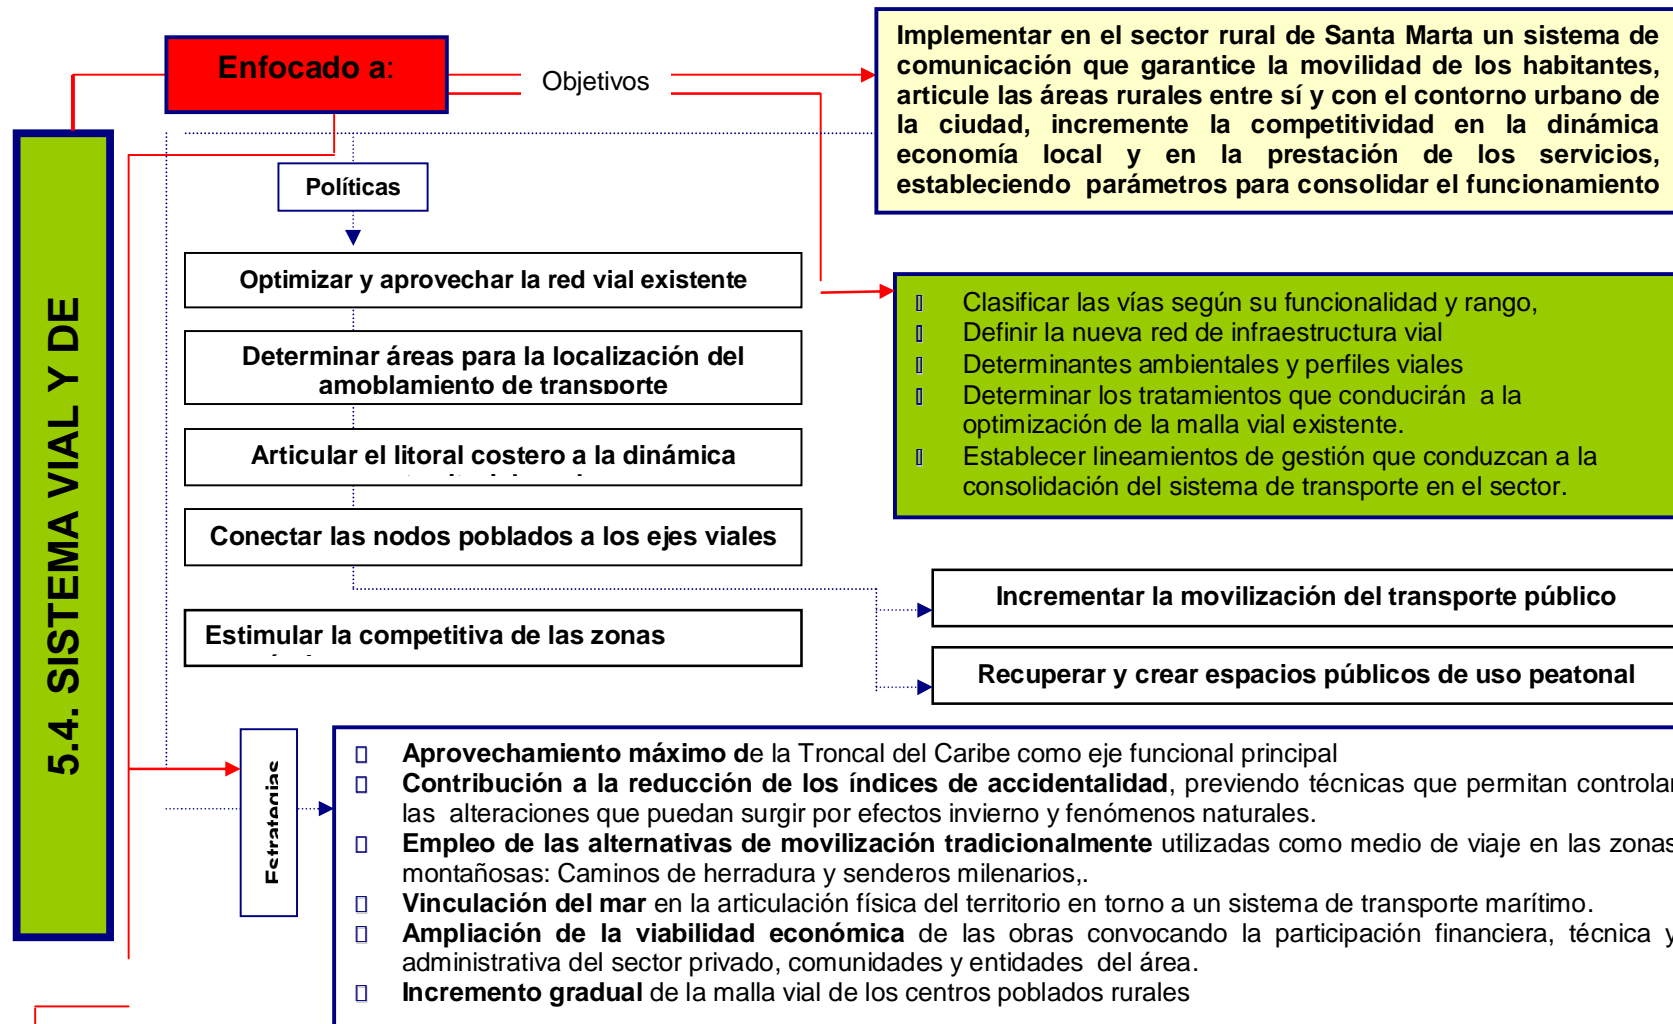 5.4. SISTEMA VIAL Y DE
Enfocado a:
Objetivos
Implementar en el sector rural de Santa Marta un sistema de
comunicación que garantice la movilidad de los habitantes,
articule las áreas rurales entre sí y con el contorno urbano de
la ciudad, incremente la competitividad en la dinámica
economía local y en la prestación de los servicios,
estableciendo parámetros para consolidar el funcionamiento
Políticas
Optimizar y aprovechar la red vial existente
Determinar áreas para la localización del
amoblamiento de transporte
Articular el litoral costero a la dinámica
Conectar las nodos poblados a los ejes viales
Estimular la competitiva de las zonas
Clasificar las vías según su funcionalidad y rango,
Definir la nueva red de infraestructura vial
Determinantes ambientales y perfiles viales
Determinar los tratamientos que conducirán a la
optimización de la malla vial existente.
Establecer lineamientos de gestión que conduzcan a la
consolidación del sistema de transporte en el sector.
Incrementar la movilización del transporte público
Recuperar y crear espacios públicos de uso peatonal
Estrategias
Aprovechamiento máximo de la Troncal del Caribe como eje funcional principal
Contribución a la reducción de los índices de accidentalidad, previendo técnicas que permitan controlar
las alteraciones que puedan surgir por efectos invierno y fenómenos naturales.
Empleo de las alternativas de movilización tradicionalmente utilizadas como medio de viaje en las zonas
montañosas: Caminos de herradura y senderos milenarios,.
Vinculación del mar en la articulación física del territorio en torno a un sistema de transporte marítimo.
Ampliación de la viabilidad económica de las obras convocando la participación financiera, técnica y
administrativa del sector privado, comunidades y entidades del área.
Incremento gradual de la malla vial de los centros poblados rurales